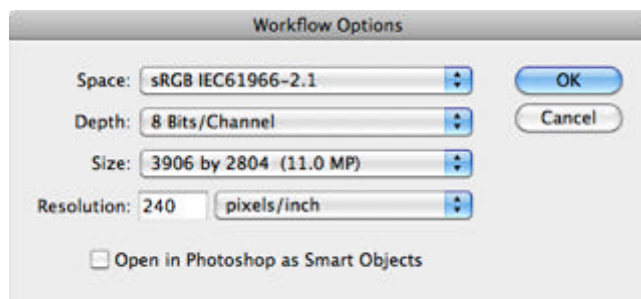 Workflow Options
Space: sRGB IEC61966-2.1 OK
Depth: 8 Bits/Channel Cancel
Size: 3906 by 2804 (11.0 MP)
Resolution: 240 pixels/inch
Open in Photoshop as Smart Objects